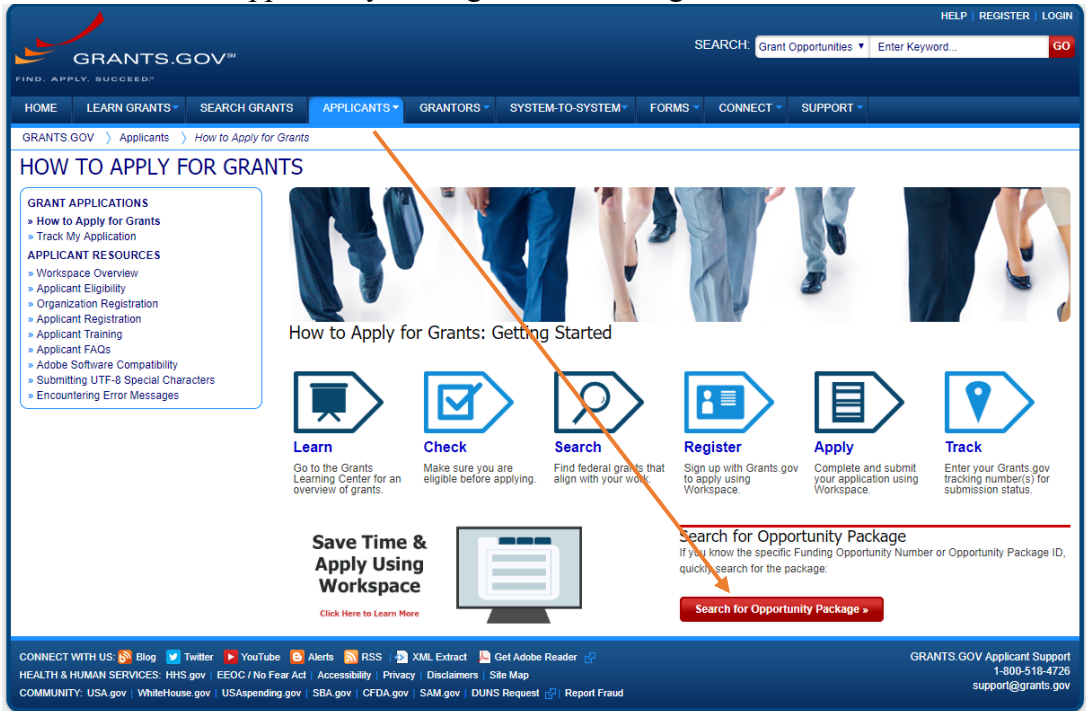 HELP | REGISTER | LOGIN
GRANTS.GOV℠
FIND. APPLY. SUCCEED.℠
SEARCH: Grant Opportunities ▼ Enter Keyword... GO
HOME LEARN GRANTS SEARCH GRANTS APPLICANTS GRANTORS SYSTEM-TO-SYSTEM FORMS CONNECT SUPPORT
GRANTS.GOV 〉 Applicants 〉 How to Apply for Grants
HOW TO APPLY FOR GRANTS
GRANT APPLICATIONS
» How to Apply for Grants
» Track My Application
APPLICANT RESOURCES
» Workspace Overview
» Applicant Eligibility
» Organization Registration
» Applicant Registration
» Applicant Training
» Applicant FAQs
» Adobe Software Compatibility
» Submitting UTF-8 Special Characters
» Encountering Error Messages
How to Apply for Grants: Getting Started
Learn
Go to the Grants
Learning Center for an
overview of grants.
Check
Make sure you are
eligible before applying.
Search
Find federal grants that
align with your work.
Register
Sign up with Grants.gov
to apply using
Workspace.
Apply
Complete and submit
your application using
Workspace.
Track
Enter your Grants.gov
tracking number(s) for
submission status.
Save Time &
Apply Using
Workspace
Click Here to Learn More
Search for Opportunity Package
If you know the specific Funding Opportunity Number or Opportunity Package ID,
quickly search for the package:
Search for Opportunity Package »
CONNECT WITH US: Blog | Twitter | YouTube | Alerts | RSS | XML Extract | Get Adobe Reader
HEALTH & HUMAN SERVICES: HHS.gov | EEOC / No Fear Act | Accessibility | Privacy | Disclaimers | Site Map
COMMUNITY: USA.gov | WhiteHouse.gov | USAspending.gov | SBA.gov | CFDA.gov | SAM.gov | DUNS Request | Report Fraud
GRANTS.GOV Applicant Support
1-800-518-4726
support@grants.gov